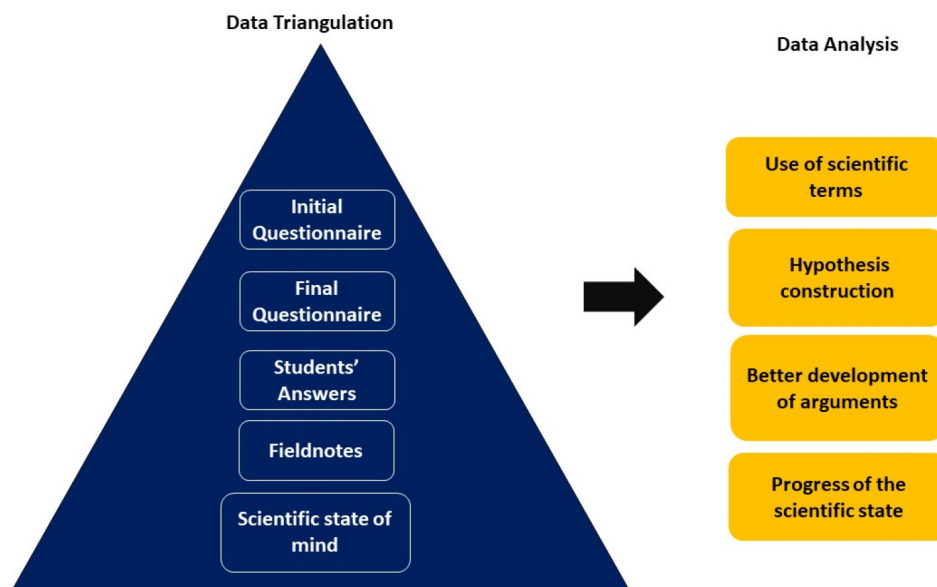 Data Triangulation
Initial
Questionnaire
Final
Questionnaire
Students’
Answers
Fieldnotes
Scientific state of
mind
Data Analysis
Use of scientific
terms
Hypothesis
construction
Better development
of arguments
Progress of the
scientific state